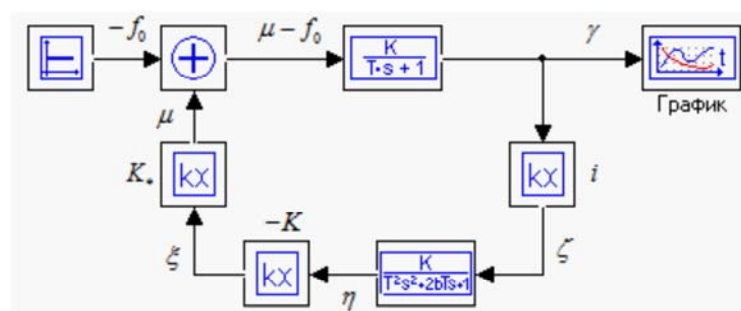 −f₀
μ − f₀
γ
K
T·s + 1
t
График
μ
K*
kx
kx
i
−K
ξ
kx
η
K
T²s²+2bTs+1
ζ